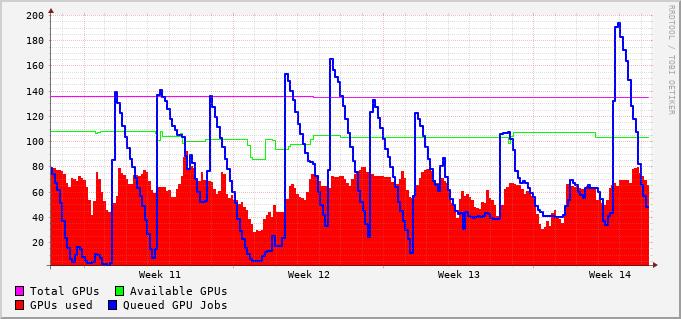 200
180
160
140
120
100
80
60
40
20
Week 11 Week 12 Week 13 Week 14
Total GPUs Available GPUs
GPUs used Queued GPU Jobs
RRDTOOL / TOBI OETIKER